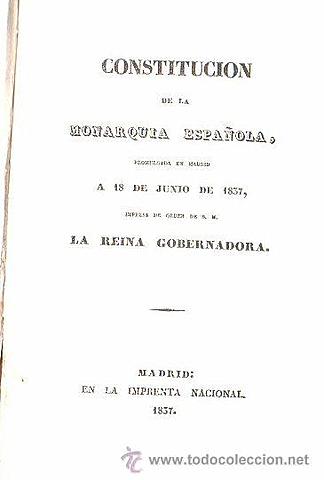 CONSTITUCION
DE LA
MONARQUIA ESPAÑOLA,
PROMULGADA EN MADRID
A 18 DE JUNIO DE 1837,
IMPRESA DE ORDEN DE S. M.
LA REINA GOBERNADORA.
MADRID:
EN LA IMPRENTA NACIONAL.
1837.
www.todocoleccion.net